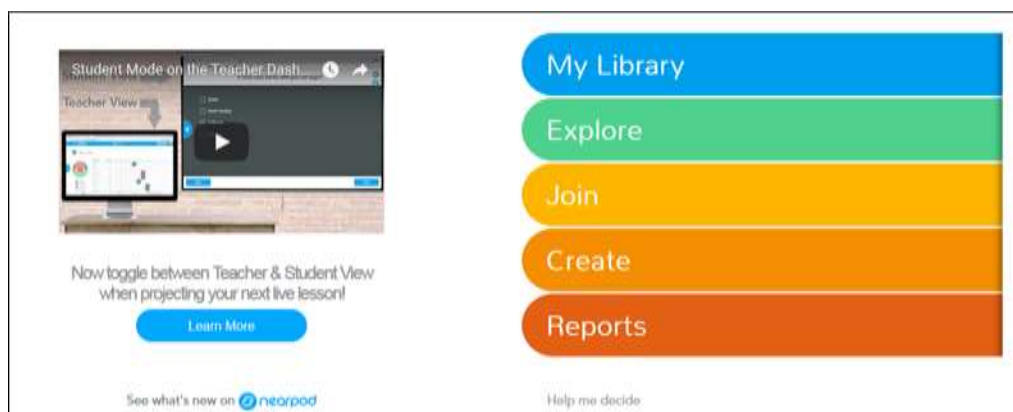 Student Mode on the Teacher Dash...
Teacher View
Now toggle between Teacher & Student View
when projecting your next live lesson!
Learn More
See what's new on nearpod
My Library
Explore
Join
Create
Reports
Help me decide